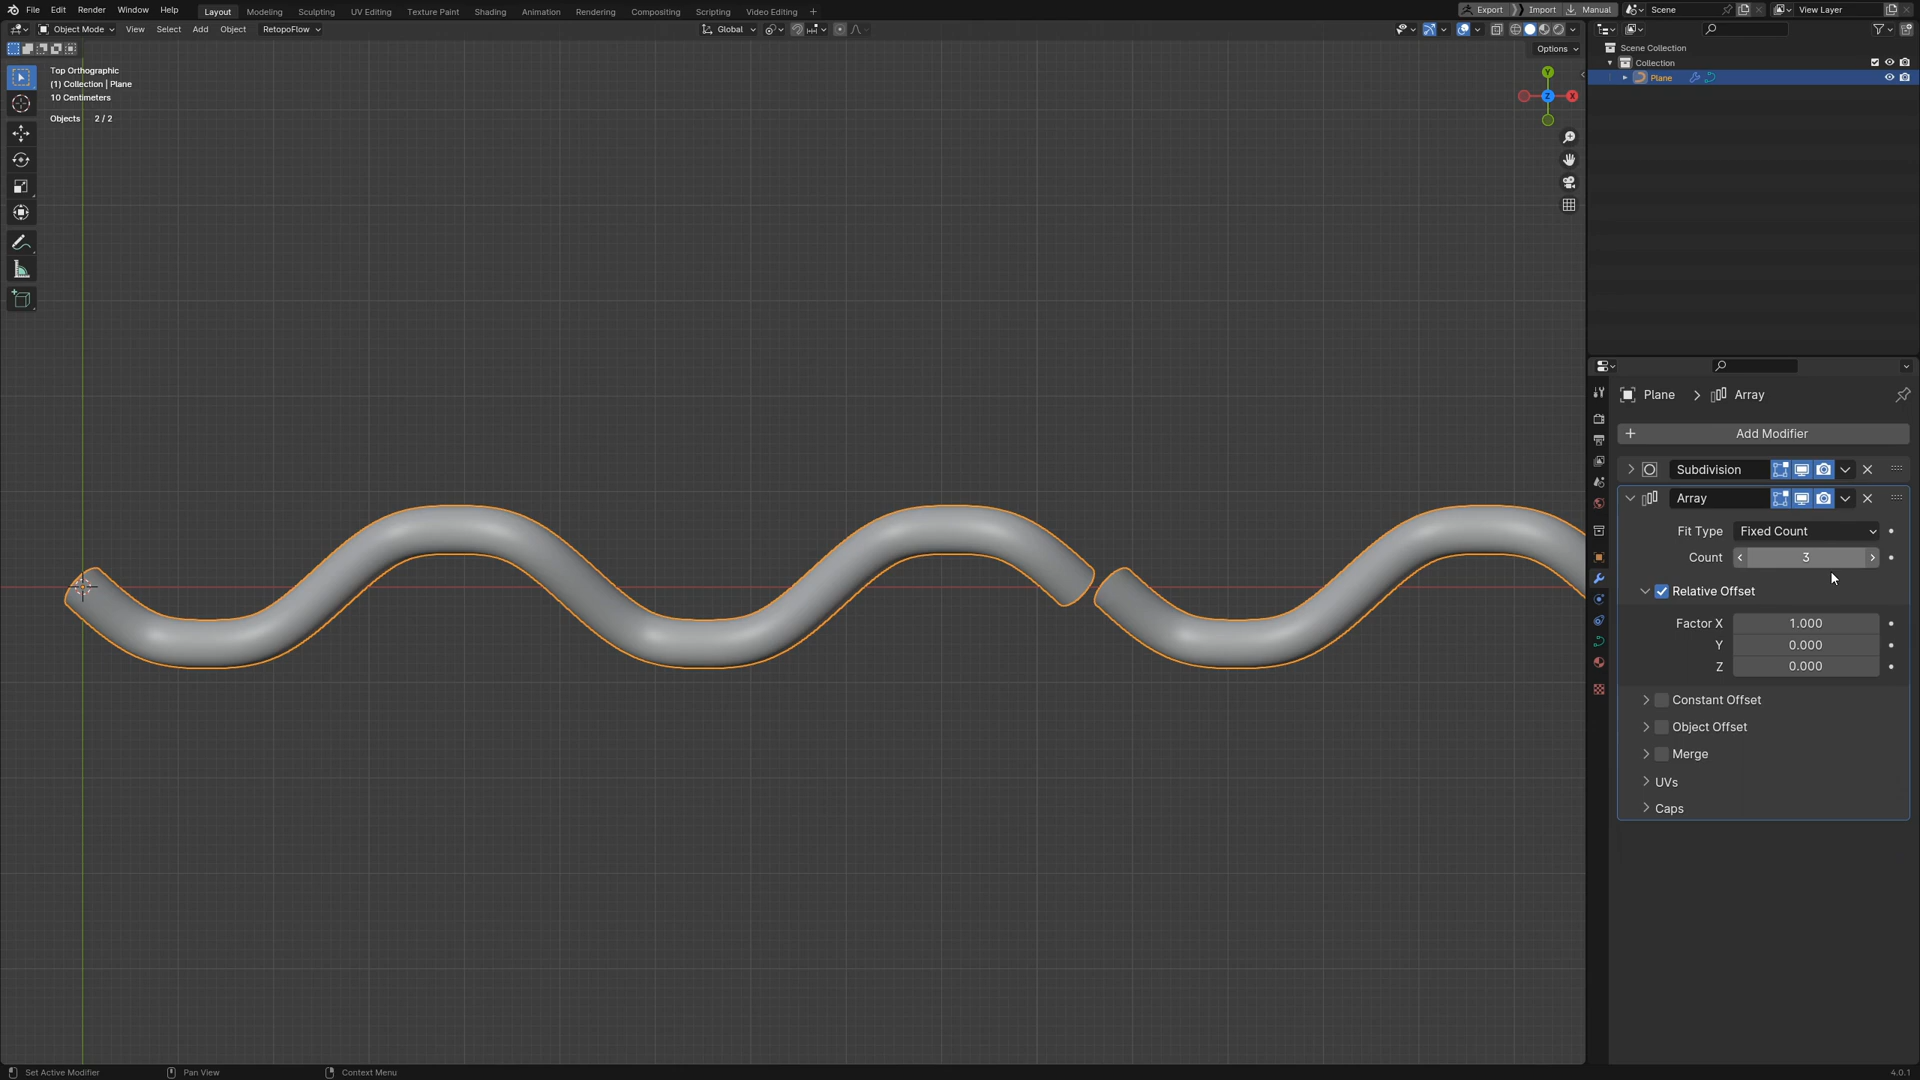 File Edit Render Window Help Layout Modeling Sculpting UV Editing Texture Paint Shading Animation Rendering Compositing Scripting Video Editing + Export Import Manual Scene View Layer
Object Mode View Select Add Object RetopoFlow Global
Options
Top Orthographic
(1) Collection | Plane
10 Centimeters
Objects 2 / 2
Y
Z
X
Scene Collection
Collection
Plane
Plane > Array
+ Add Modifier
Subdivision
Array
Fit Type Fixed Count
Count 3
Relative Offset
Factor X 1.000
Y 0.000
Z 0.000
Constant Offset
Object Offset
Merge
UVs
Caps
Set Active Modifier Pan View Context Menu 4.0.1